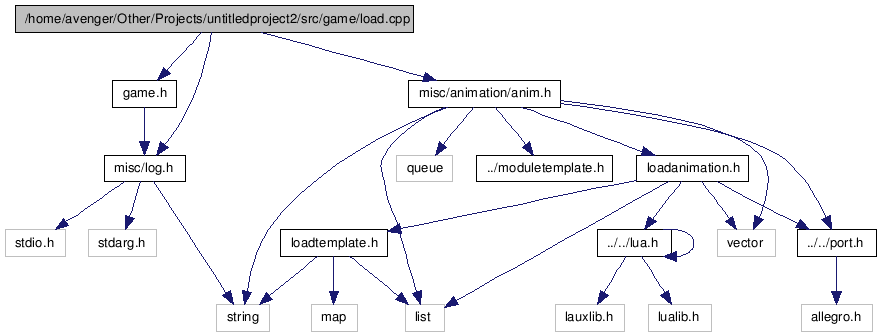 /home/avenger/Other/Projects/untitledproject2/src/game/load.cpp
game.h
misc/animation/anim.h
misc/log.h
queue
../moduletemplate.h
loadanimation.h
stdio.h
stdarg.h
loadtemplate.h
../../lua.h
vector
../../port.h
string
map
list
lauxlib.h
lualib.h
allegro.h